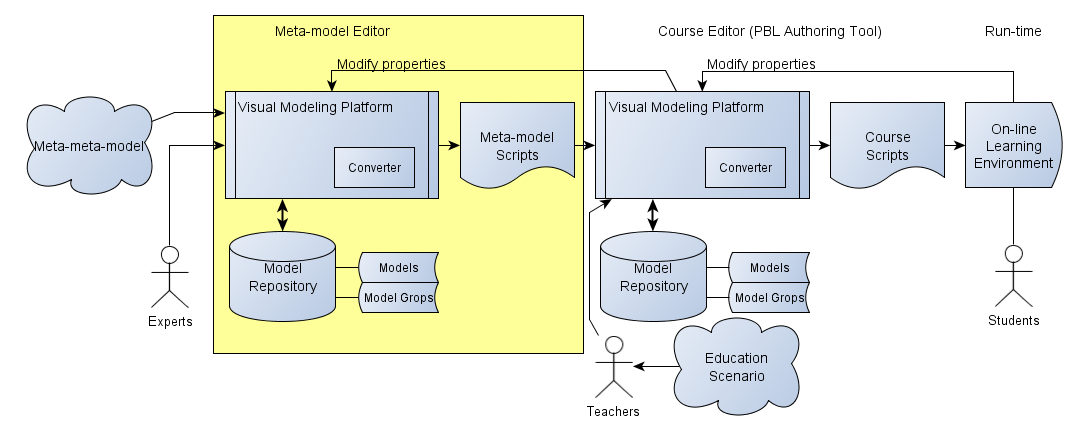 Meta-model Editor
Course Editor (PBL Authoring Tool)
Run-time
Modify properties
Modify properties
Meta-meta-model
Visual Modeling Platform
Converter
Meta-model
Scripts
Visual Modeling Platform
Converter
Course
Scripts
On-line
Learning
Environment
Experts
Model
Repository
Models
Model Grops
Model
Repository
Models
Model Grops
Students
Teachers
Education
Scenario